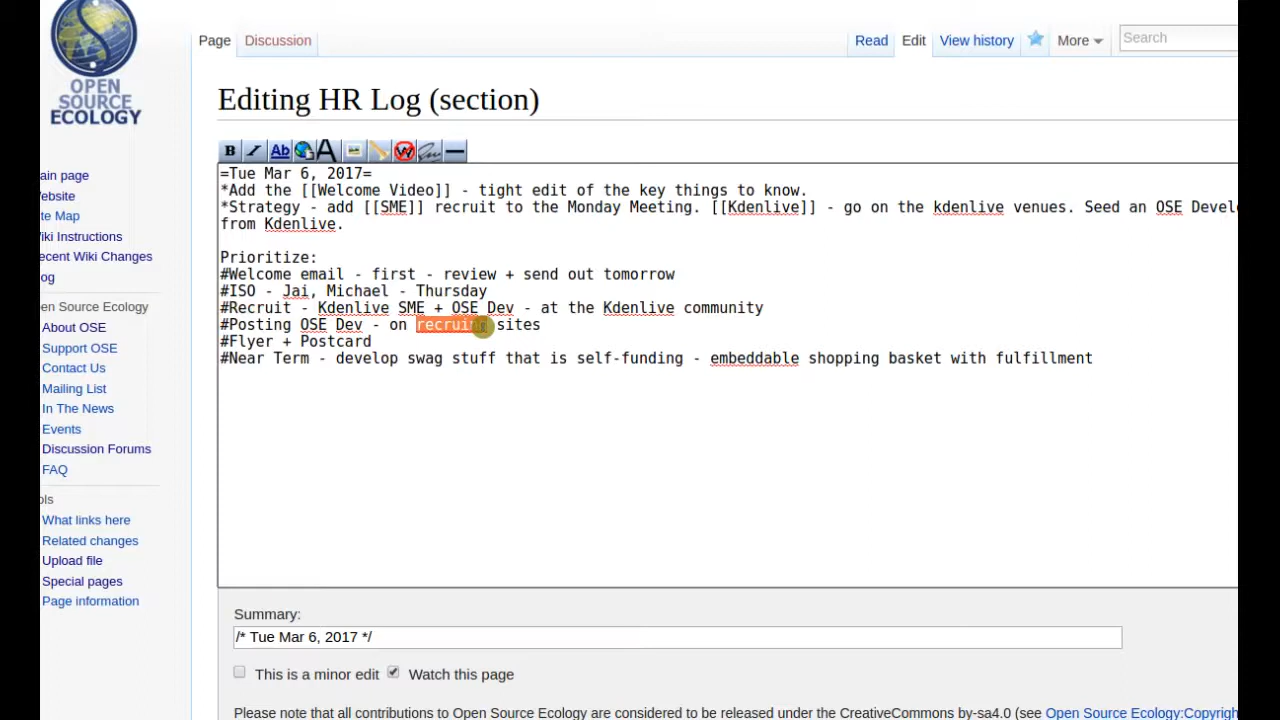 OPEN
SOURCE
ECOLOGY
Page
Discussion
Read
Edit
View history
More
Search
Editing HR Log (section)
B
Ab
A
=Tue Mar 6, 2017=
*Add the [[Welcome Video]] - tight edit of the key things to know.
*Strategy - add [[SME]] recruit to the Monday Meeting. [[Kdenlive]] - go on the kdenlive venues. Seed an OSE Devel
from Kdenlive.
Prioritize:
#Welcome email - first - review + send out tomorrow
#ISO - Jai, Michael - Thursday
#Recruit - Kdenlive SME + OSE Dev - at the Kdenlive community
#Posting OSE Dev - on recruing sites
#Flyer + Postcard
#Near Term - develop swag stuff that is self-funding - embeddable shopping basket with fulfillment
ain page
ebsite
te Map
iki Instructions
ecent Wiki Changes
og
en Source Ecology
About OSE
Support OSE
Contact Us
Mailing List
In The News
Events
Discussion Forums
FAQ
ols
What links here
Related changes
Upload file
Special pages
Page information
Summary:
/* Tue Mar 6, 2017 */
This is a minor edit
Watch this page
Please note that all contributions to Open Source Ecology are considered to be released under the CreativeCommons by-sa4.0 (see Open Source Ecology:Copyrigh